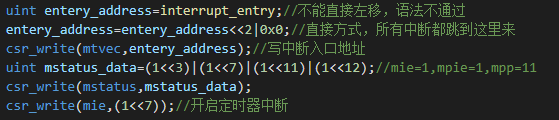 uint entery_address=interrupt_entry;//不能直接左移，语法不通过
entery_address=entery_address<<2|0x0;//直接方式，所有中断都跳到这里来
csr_write(mtvec,entery_address);//写中断入口地址
uint mstatus_data=(1<<3)|(1<<7)|(1<<11)|(1<<12);//mie=1,mpie=1,mpp=11
csr_write(mstatus,mstatus_data);
csr_write(mie,(1<<7));//开启定时器中断